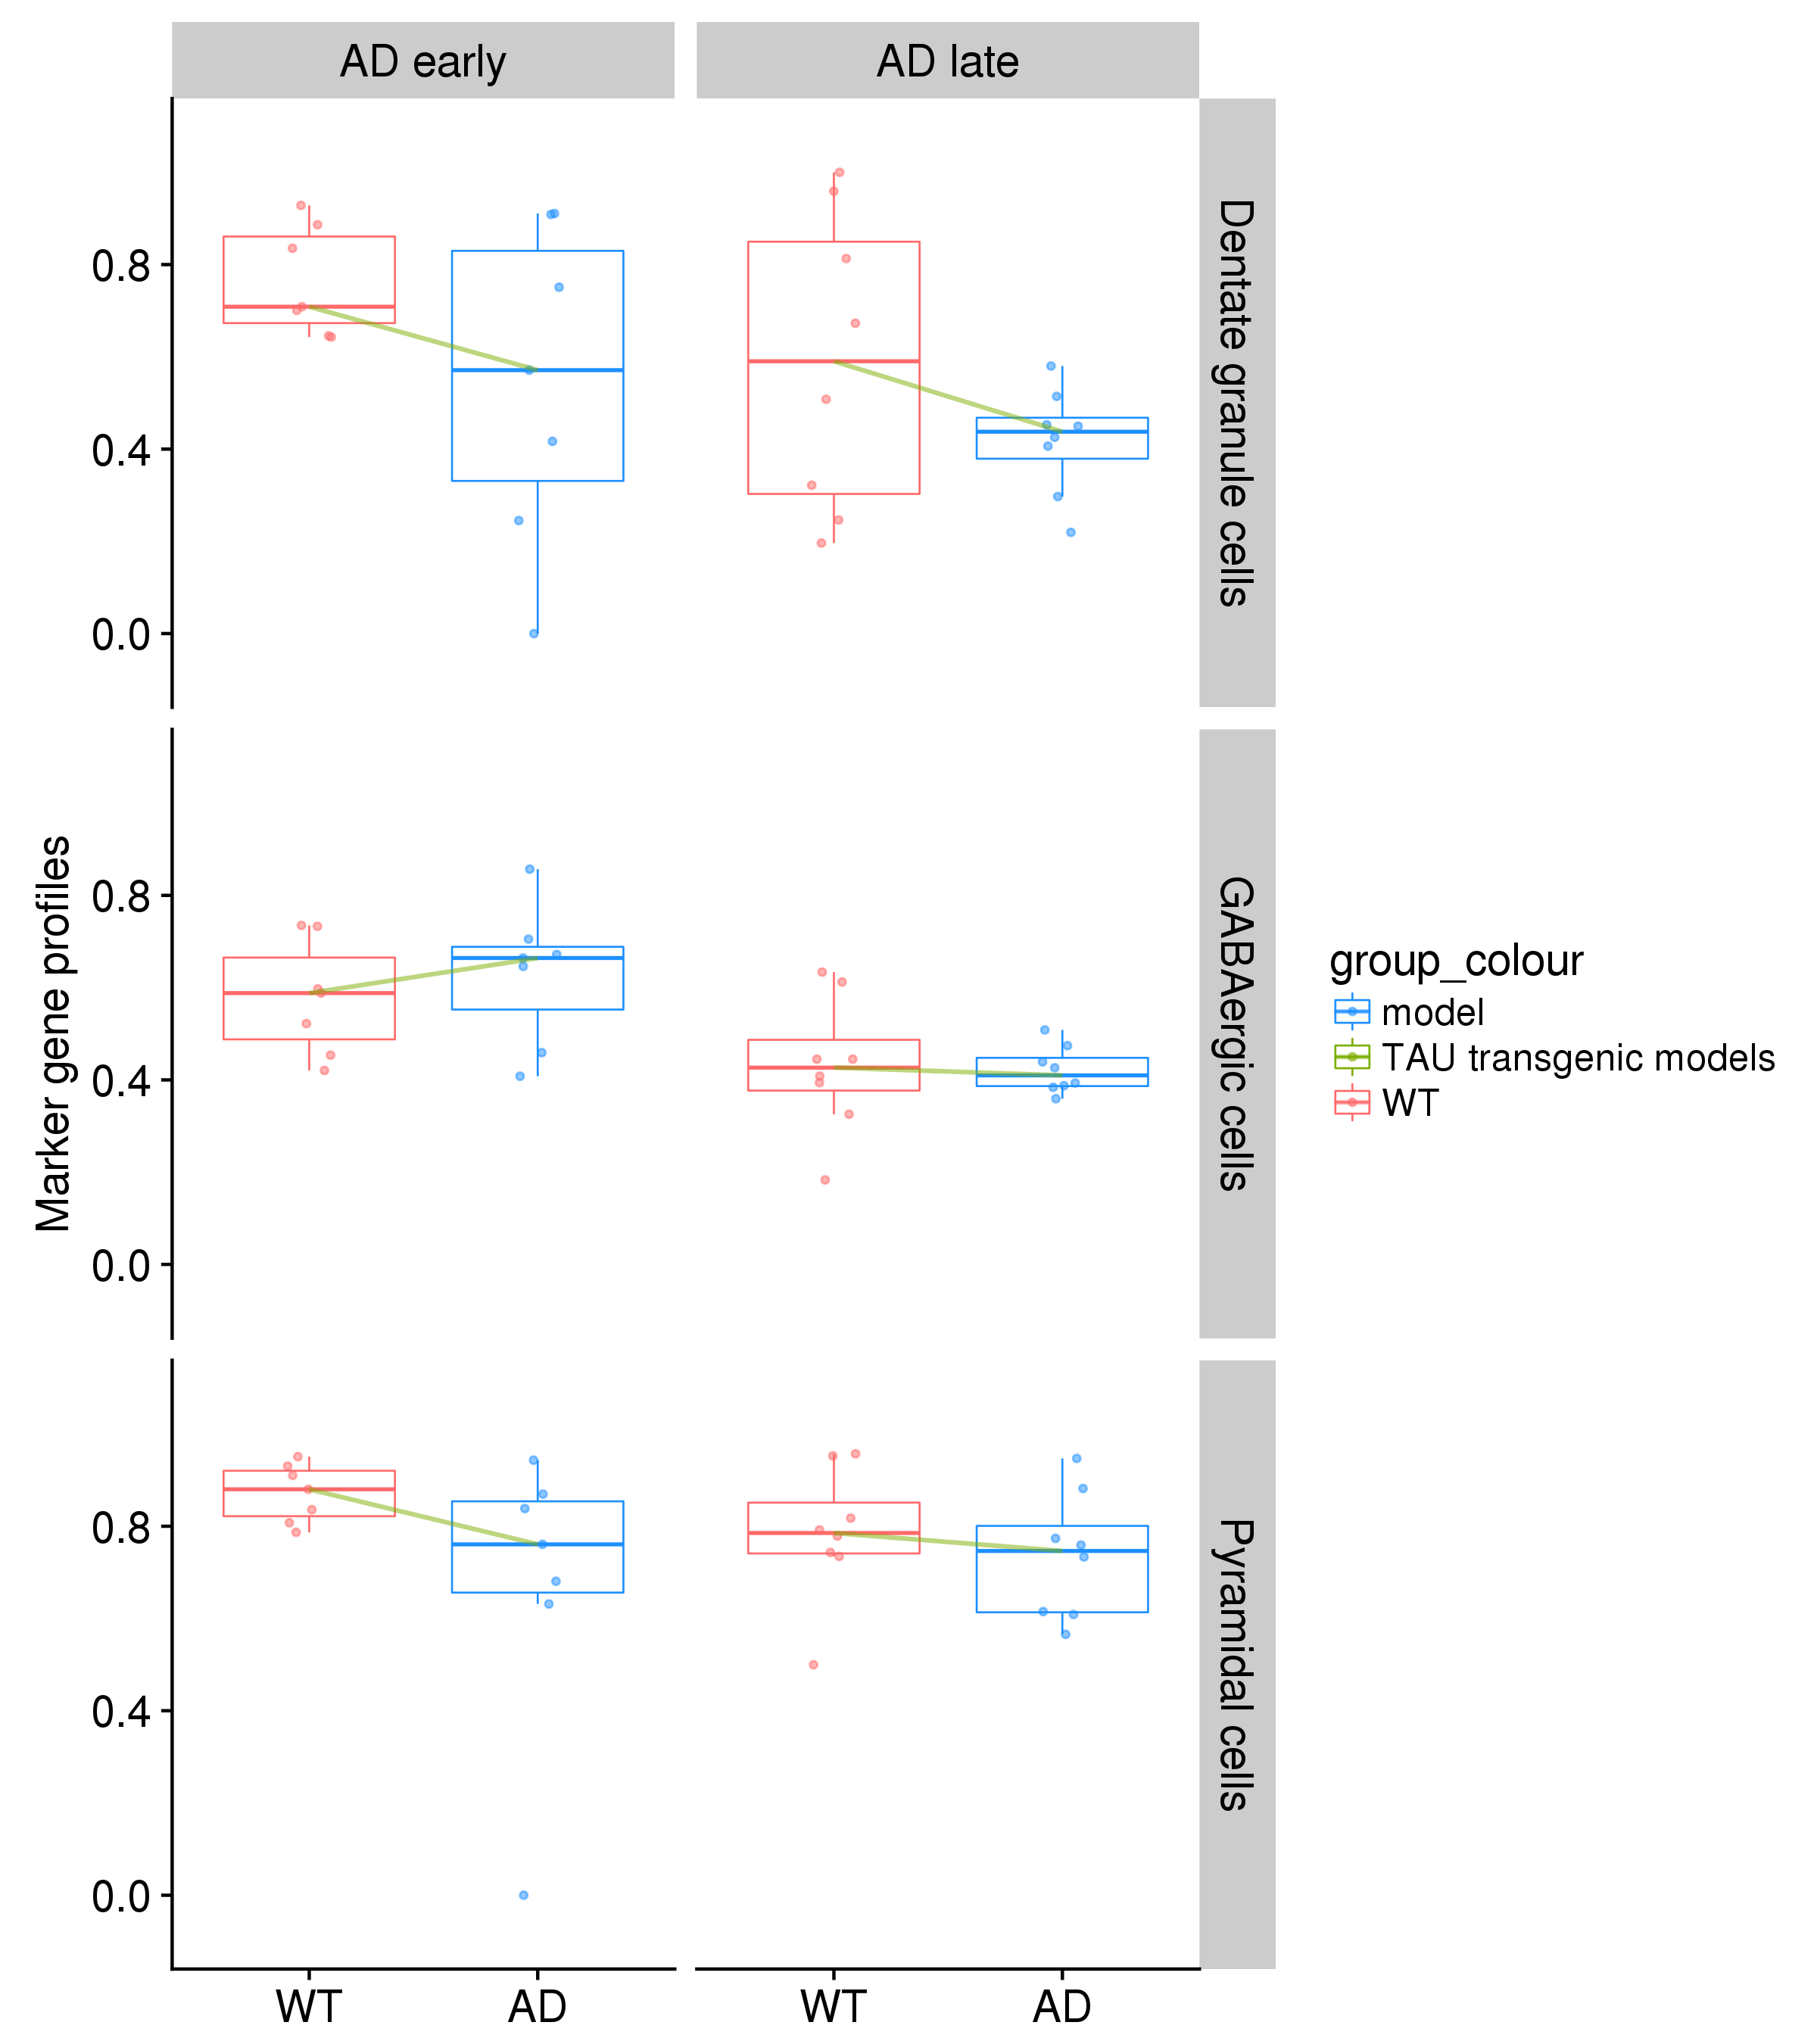 AD early
AD late
Dentate granule cells
0.8
0.4
0.0
GABAergic cells
0.8
0.4
0.0
Marker gene profiles
group_colour
model
TAU transgenic models
WT
Pyramidal cells
0.8
0.4
0.0
WT
AD
WT
AD